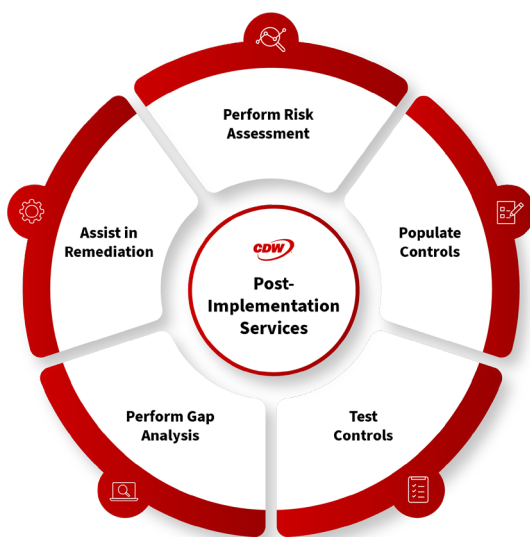 Perform Risk
Assessment
Populate
Controls
Test
Controls
Perform Gap
Analysis
Assist in
Remediation
CDW
Post-
Implementation
Services